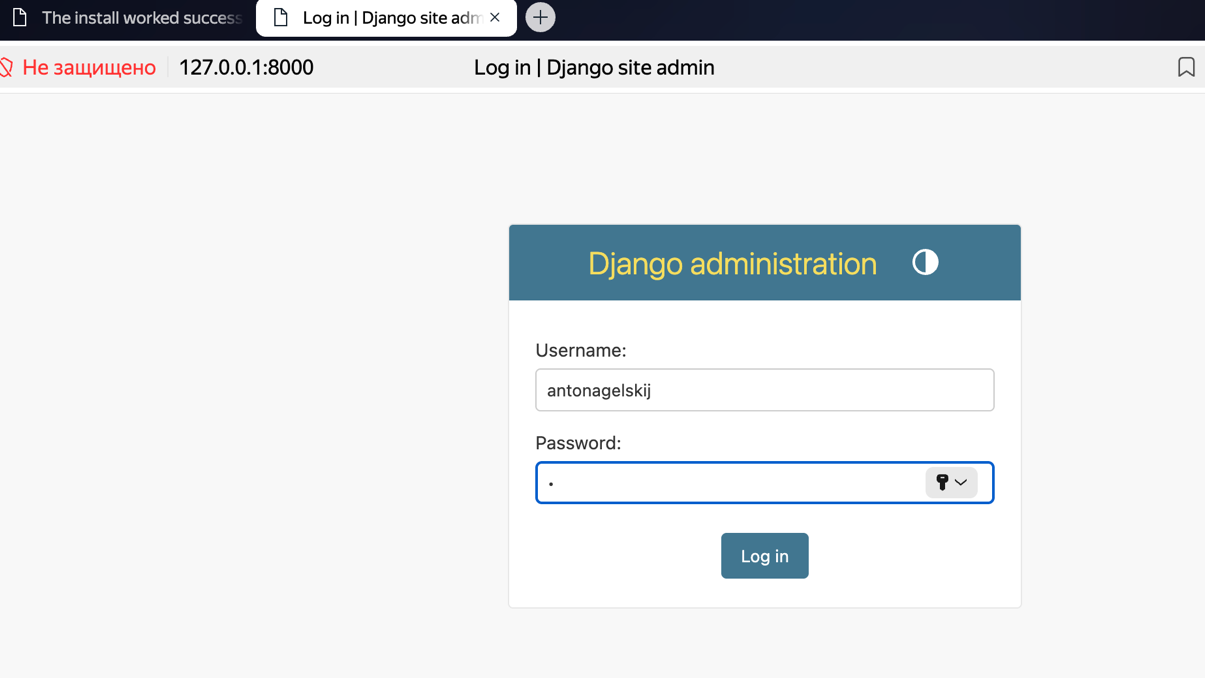 The install worked success
Log in | Django site adm
Не защищено 127.0.0.1:8000 Log in | Django site admin
Django administration
Username:
antonagelskij
Password:
Log in